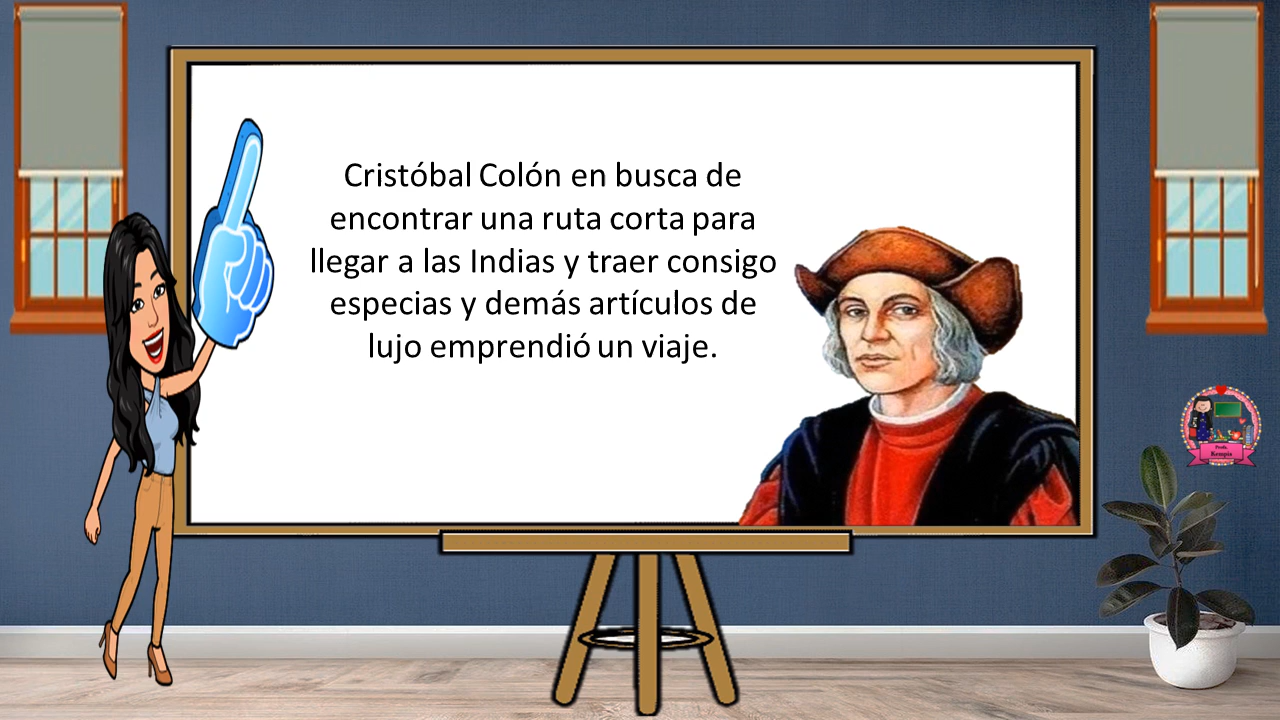 Cristóbal Colón en busca de
encontrar una ruta corta para
llegar a las Indias y traer consigo
especias y demás artículos de
lujo emprendió un viaje.
Kempis